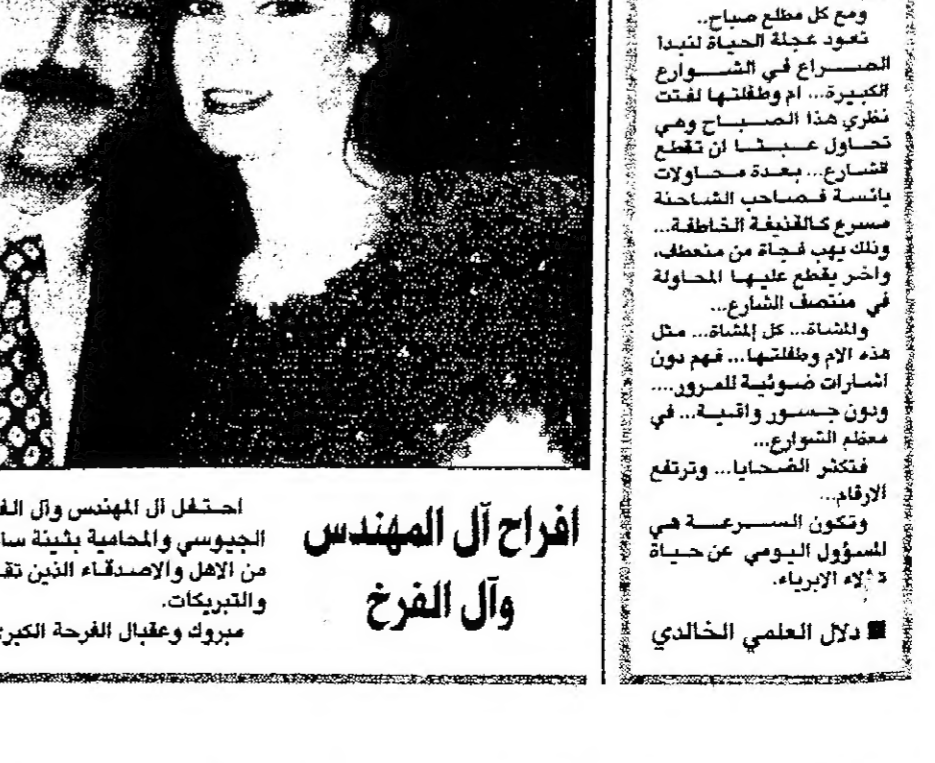 ومع كل مطلع صباح..
تعود عجلة الحياة لتبدا
الصراع في الشوارع
الكبيرة... ام وطفلتها لفتت
نظري هذا الصباح وهي
تحاول عبثا ان تقطع
الشارع... بعدة محاولات
يائسة فصاحب الشاحنة
مسرع كالقذيفة الخاطفة...
وذلك يهب فجاة من منعطف،
واخر يقطع عليها المحاولة
في منتصف الشارع...
والمشاة... كل المشاة... مثل
هذه الام وطفلتها... فهم دون
اشارات ضوئية للمرور....
ودون جسور واقية... في
معظم الشوارع...
فتكثر الضحايا... وترتفع
الارقام...
وتكون السرعة هي
المسؤول اليومي عن حياة
هؤلاء الابرياء.
■ دلال العلمي الخالدي
افراح آل المهندس
وآل الفرخ
احتفل آل المهندس وآل
الجيوسي والمحامية بثينة
من الاهل والاصدقاء الذين
والتبريكات.
مبروك وعقبال الفرحة الكبرى